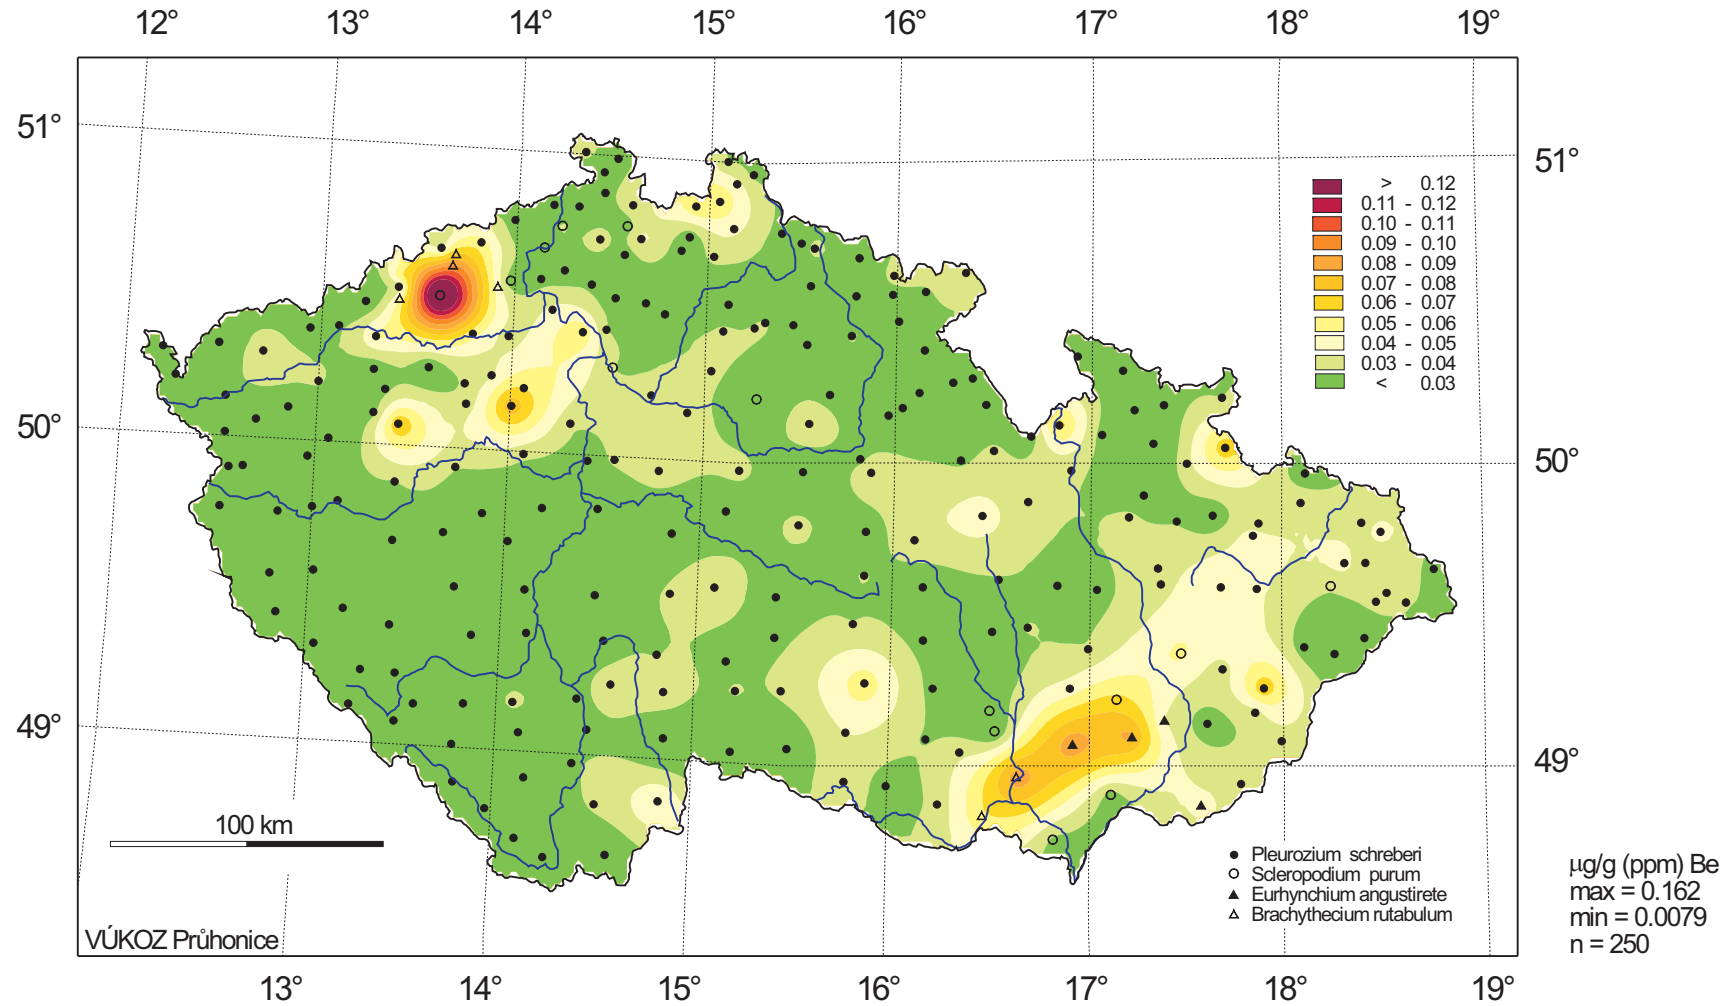 12° 13° 14° 15° 16° 17° 18° 19°
51°
51°
> 0.12
0.11 - 0.12
0.10 - 0.11
0.09 - 0.10
0.08 - 0.09
0.07 - 0.08
0.06 - 0.07
0.05 - 0.06
0.04 - 0.05
0.03 - 0.04
< 0.03
50°
50°
49°
49°
100 km
Pleurozium schreberi
Scleropodium purum
Eurhynchium angustirete
Brachythecium rutabulum
µg/g (ppm) Be
max = 0.162
min = 0.0079
n = 250
VÚKOZ Průhonice
13° 14° 15° 16° 17° 18° 19°